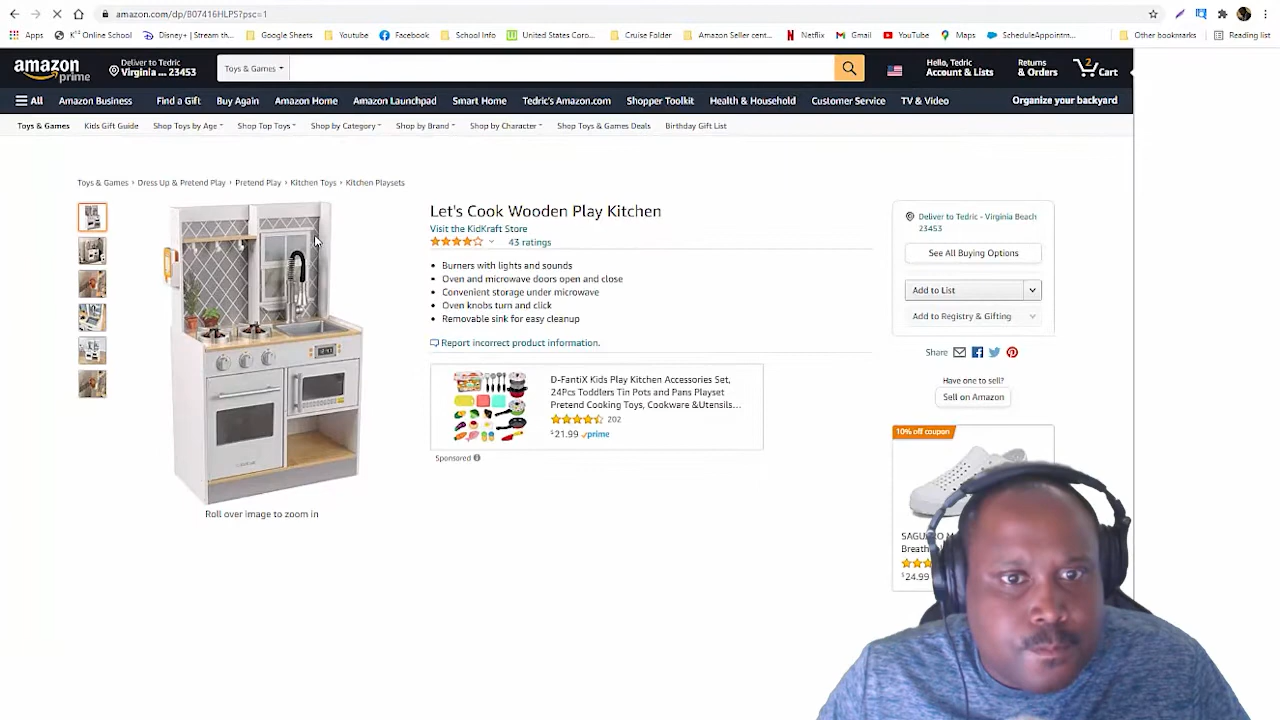 amazon.com/dp/B07416HLPS?psc=1
Apps
K¹² Online School
Disney+ | Stream th...
Google Sheets
Youtube
Facebook
School Info
United States Coro...
Cruise Folder
Amazon Seller cent...
Netflix
Gmail
YouTube
Maps
ScheduleAppointm...
Other bookmarks
Reading list
amazon prime
Deliver to Tedric
Virginia ... 23453
Toys & Games
Hello, Tedric
Account & Lists
Returns
& Orders
2
Cart
All
Amazon Business
Find a Gift
Buy Again
Amazon Home
Amazon Launchpad
Smart Home
Tedric's Amazon.com
Shopper Toolkit
Health & Household
Customer Service
TV & Video
Organize your backyard
Toys & Games
Kids Gift Guide
Shop Toys by Age
Shop Top Toys
Shop by Category
Shop by Brand
Shop by Character
Shop Toys & Games Deals
Birthday Gift List
Toys & Games › Dress Up & Pretend Play › Pretend Play › Kitchen Toys › Kitchen Playsets
Let's Cook Wooden Play Kitchen
Visit the KidKraft Store
43 ratings
• Burners with lights and sounds
• Oven and microwave doors open and close
• Convenient storage under microwave
• Oven knobs turn and click
• Removable sink for easy cleanup
Report incorrect product information.
D-FantiX Kids Play Kitchen Accessories Set,
24Pcs Toddlers Tin Pots and Pans Playset
Pretend Cooking Toys, Cookware &Utensils...
202
$21.99 prime
Sponsored
Roll over image to zoom in
Deliver to Tedric - Virginia Beach
23453
See All Buying Options
Add to List
Add to Registry & Gifting
Share
Have one to sell?
Sell on Amazon
10% off coupon
Breath
$24.99